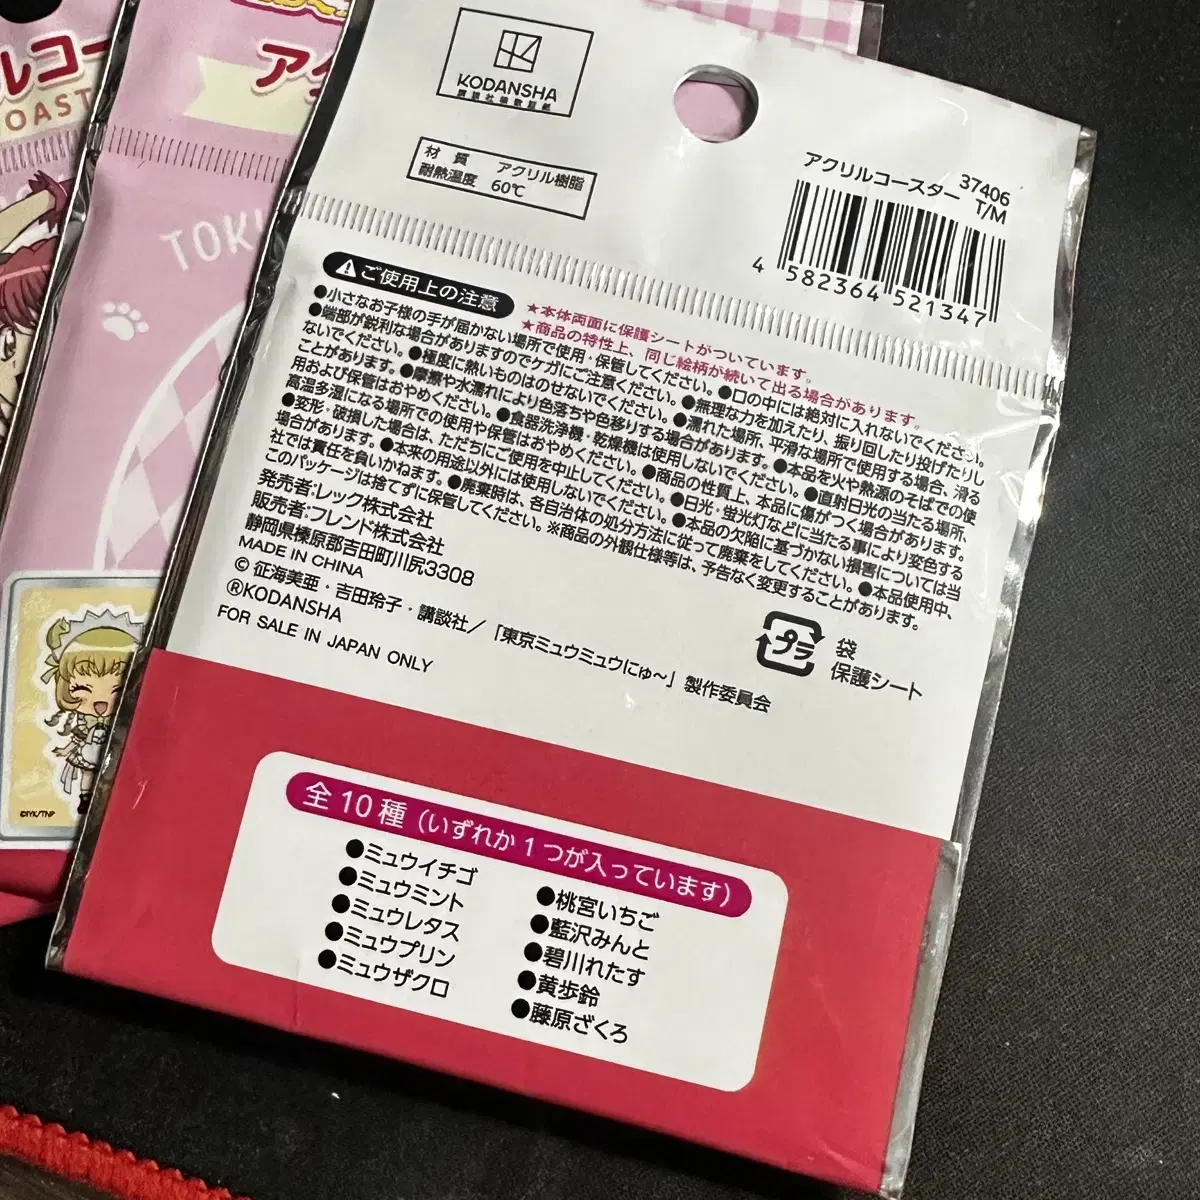 ルコー
OAST
TOKY
©IYK/TNP
KODANSHA
講談社後歓証紙
材 質 アクリル樹脂
耐熱温度 60℃
37406
アクリルコースター T/M
4 582364 521347
⚠ご使用上の注意
★本体両面に保護シートがついています。
★商品の特性上、同じ絵柄が続いて出る場合があります。
●小さなお子様の手が届かない場所で使用・保管してください。●口の中には絶対に入れないでください。
●端部が鋭利な場合がありますのでケガにご注意ください。●無理な力を加えたり、振り回したり投げたりし
ないでください。●極度に熱いものはのせないでください。●濡れた場所、平滑な場所で使用する場合、滑る
ことがあります。●摩擦や水濡れにより色落ちや色移りする場合があります。●本品を火や熱源のそばでの使
用および保管はおやめください。●食器洗浄機・乾燥機は使用しないでください。●直射日光の当たる場所、
高温多湿になる場所での使用や保管はおやめください。●商品の性質上、本品に傷がつく場合があります。
●変形・破損した場合は、ただちにご使用を中止してください。●日光・蛍光灯などに当たる事により変色する
場合があります。●本来の用途以外には使用しないでください。●本品の欠陥に基づかない損害については当
社では責任を負いかねます。●廃棄時は、各自治体の処分方法に従って廃棄をしてください。●本品使用中、
このパッケージは捨てずに保管してください。※商品の外観仕様等は、予告なく変更することがあります。
発売者:レック株式会社
販売者:フレンド株式会社
静岡県榛原郡吉田町川尻3308
MADE IN CHINA
© 征海美亜・吉田玲子・講談社/「東京ミュウミュウにゅ〜」製作委員会
®KODANSHA
FOR SALE IN JAPAN ONLY
プラ
袋
保護シート
全10種(いずれか1つが入っています)
●ミュウイチゴ
●ミュウミント
●ミュウレタス
●ミュウプリン
●ミュウザクロ
●桃宮いちご
●藍沢みんと
●碧川れたす
●黄歩鈴
●藤原ざくろ